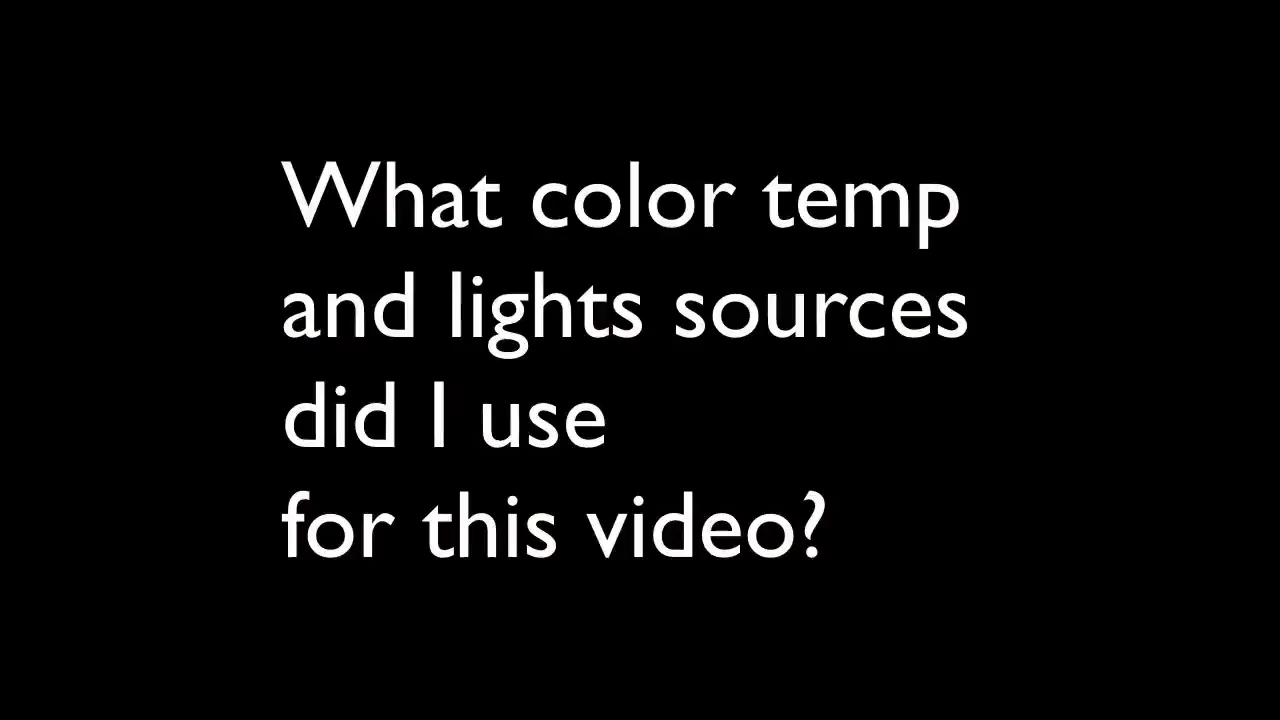 What color temp
and lights sources
did I use
for this video?